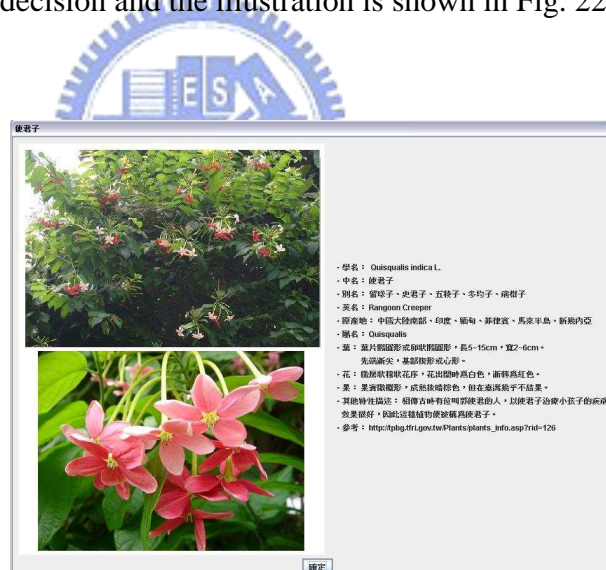 decision and the illustration is shown in Fig. 22
E S A
使君子
- 學名: Quisqualis indica L.
- 中名: 使君子
- 別名: 留球子、史君子、五稜子、冬均子、病柑子
- 英名: Rangoon Creeper
- 原產地: 中國大陸南部、印度、緬甸、菲律賓、馬來半島、新幾內亞
- 屬名: Quisqualis
- 葉: 葉片橢圓形或卵狀橢圓形,長5~15cm,寬2~6cm。
先端漸尖,基部楔形或心形。
- 花: 繖房狀穗狀花序,花出開時為白色,漸轉為紅色。
- 果: 果實橄欖形,成熟後暗棕色,但在臺灣幾乎不結果。
- 其他特性描述: 相傳古時有位叫郭使君的人,以使君子治療小孩子的疾病
效果很好,因此這種植物便被稱為使君子。
- 參考: http://tpbg.tfri.gov.tw/Plants/plants_info.asp?rid=126
確定